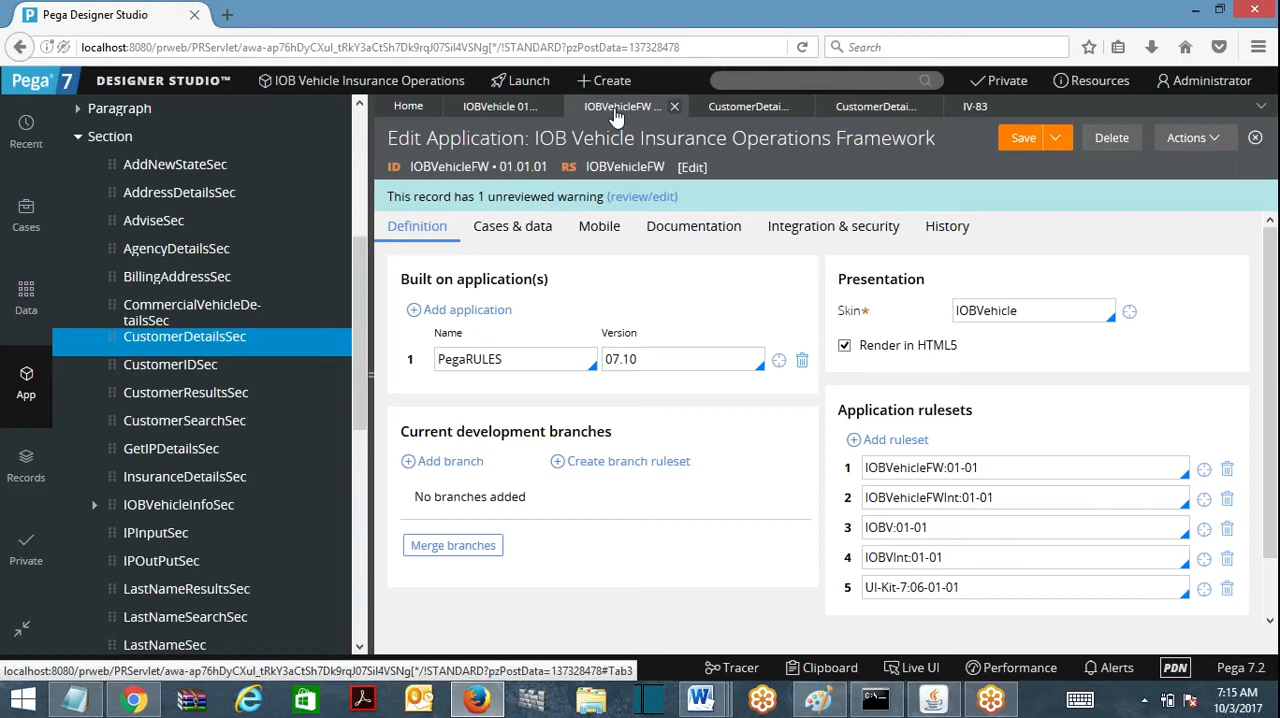 Pega Designer Studio
localhost:8080/prweb/PRServlet/awa-ap76hDyCXul_tRkY3aCtSh7Dk9rqJ07Sil4VSNg[*/!STANDARD?pzPostData=137328478
Search
Pega 7 DESIGNER STUDIO™ IOB Vehicle Insurance Operations Launch Create Private Resources Administrator
Home IOBVehicle 01... IOBVehicleFW ... CustomerDetai... CustomerDetai... IV-83
Recent
Cases
Data
App
Records
Private
Paragraph
Section
AddNewStateSec
AddressDetailsSec
AdviseSec
AgencyDetailsSec
BillingAddressSec
CommercialVehicleDe-
tailsSec
CustomerDetailsSec
CustomerIDSec
CustomerResultsSec
CustomerSearchSec
GetIPDetailsSec
InsuranceDetailsSec
IOBVehicleInfoSec
IPInputSec
IPOutPutSec
LastNameResultsSec
LastNameSearchSec
LastNameSec
Edit Application: IOB Vehicle Insurance Operations Framework
Save Delete Actions
ID IOBVehicleFW • 01.01.01 RS IOBVehicleFW [Edit]
This record has 1 unreviewed warning (review/edit)
Definition Cases & data Mobile Documentation Integration & security History
Built on application(s)
Add application
Name Version
1 PegaRULES 07.10
Current development branches
Add branch Create branch ruleset
No branches added
Merge branches
Presentation
Skin* IOBVehicle
Render in HTML5
Application rulesets
Add ruleset
1 IOBVehicleFW:01-01
2 IOBVehicleFWInt:01-01
3 IOBV:01-01
4 IOBVInt:01-01
5 UI-Kit-7:06-01-01
localhost:8080/prweb/PRServlet/awa-ap76hDyCXul_tRkY3aCtSh7Dk9rqJ07Sil4VSNg[*/!STANDARD?pzPostData=137328478#Tab3
Tracer Clipboard Live UI Performance Alerts PDN Pega 7.2
7:15 AM
10/3/2017